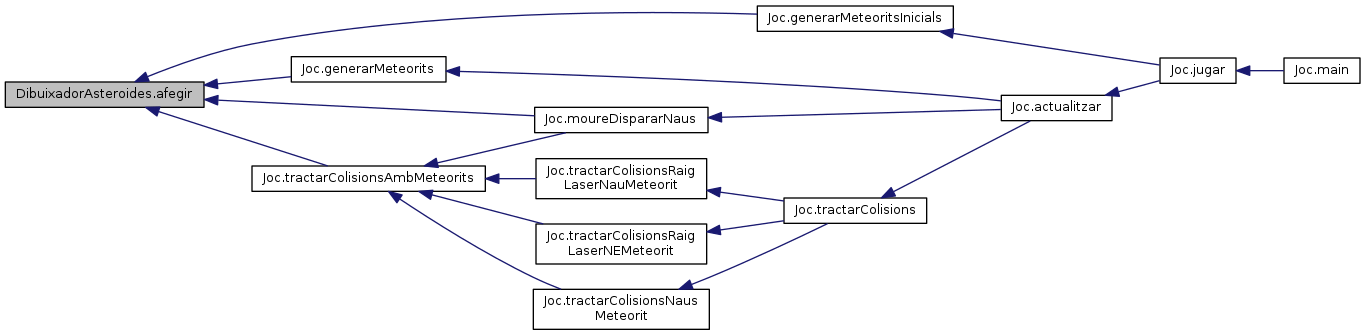 Joc.generarMeteoritsInicials
Joc.generarMeteorits
Joc.jugar
Joc.main
DibuixadorAsteroides.afegir
Joc.actualitzar
Joc.moureDispararNaus
Joc.tractarColisionsAmbMeteorits
Joc.tractarColisionsRaig
LaserNauMeteorit
Joc.tractarColisions
Joc.tractarColisionsRaig
LaserNEMeteorit
Joc.tractarColisionsNaus
Meteorit